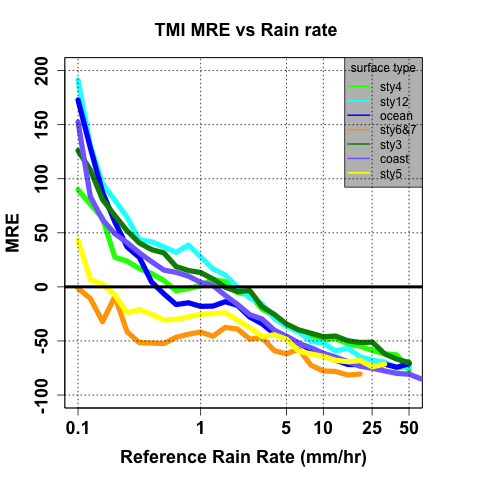 TMI MRE vs Rain rate
surface type
sty4
sty12
ocean
sty6&7
sty3
coast
sty5
MRE
200
150
100
50
0
-50
-100
0.1 1 5 10 25 50
Reference Rain Rate (mm/hr)